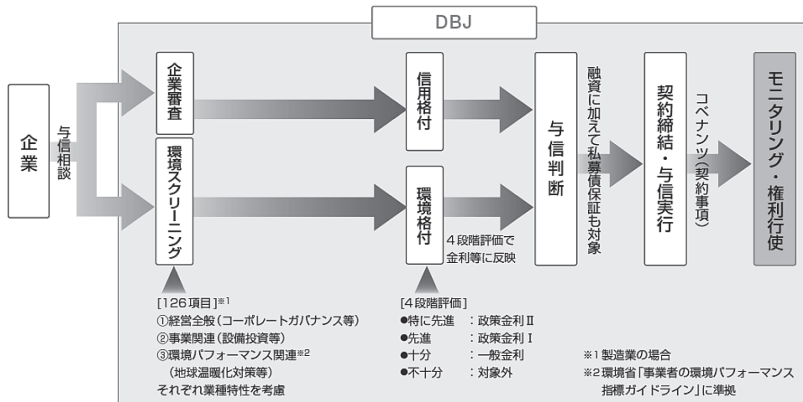 DBJ
企業
与信相談
企業審査
環境スクリーニング
信用格付
環境格付
4段階評価で
金利等に反映
与信判断
融資に加えて私募債保証も対象
契約締結・与信実行
コベナンツ(契約事項)
モニタリング・権利行使
[126項目]※1
①経営全般(コーポレートガバナンス等)
②事業関連(設備投資等)
③環境パフォーマンス関連※2
(地球温暖化対策等)
それぞれ業種特性を考慮
[4段階評価]
●特に先進 :政策金利Ⅱ
●先進 :政策金利Ⅰ
●十分 :一般金利
●不十分 :対象外
※1 製造業の場合
※2 環境省「事業者の環境パフォーマンス
指標ガイドライン」に準拠